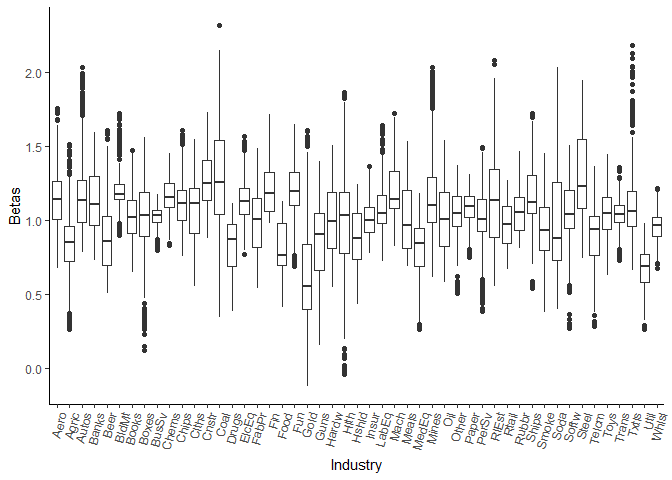 Betas
2.0
1.5
1.0
0.5
0.0
Aero
Agric
Autos
Banks
Beer
BldMt
Books
Boxes
BusSv
Chems
Chips
Clths
Cnstr
Coal
Drugs
ElcEq
FabPr
Fin
Food
Fun
Gold
Guns
Hardw
Hlth
Hshld
Insur
LabEq
Mach
Meals
MedEq
Mines
Oil
Other
Paper
PerSv
RlEst
Rtail
Rubbr
Ships
Smoke
Soda
Softw
Steel
Telcm
Toys
Trans
Txtls
Util
Whlsl
Industry